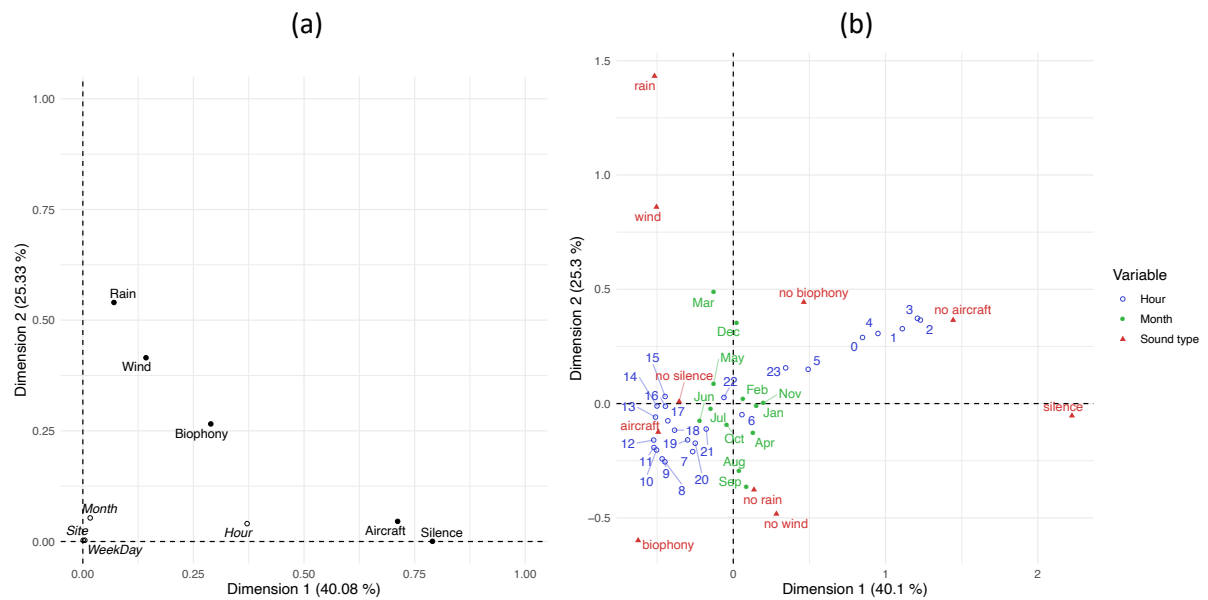 (a)
1.00
0.75
0.50
0.25
0.00
Dimension 2 (25.33 %)
Rain
Wind
Biophony
Month
Site
WeekDay
Hour
Aircraft
Silence
0.00
0.25
0.50
0.75
1.00
Dimension 1 (40.08 %)
(b)
1.5
1.0
0.5
0.0
−0.5
Dimension 2 (25.3 %)
rain
wind
no biophony
no aircraft
Mar
Dec
May
3
4
2
1
0
5
23
15
14
no silence
22
16
Jun
Feb
Nov
13
17
Jul
6
Jan
silence
aircraft
18
Oct
Apr
12
19
21
11
7
Aug
10
9
8
20
Sep
no rain
no wind
biophony
0
1
2
Dimension 1 (40.1 %)
Variable
Hour
Month
Sound type